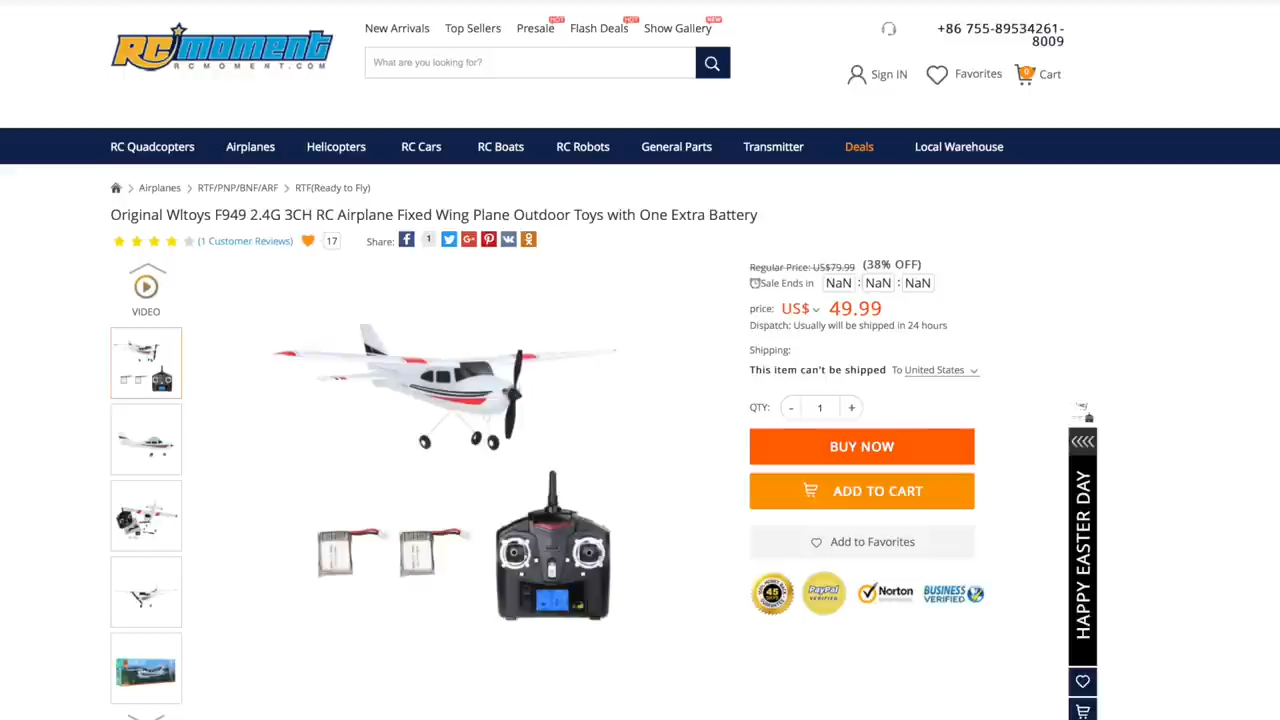 RC moment
RCMOMENT.COM
New Arrivals Top Sellers Presale HOT Flash Deals HOT Show Gallery NEW
What are you looking for?
+86 755-89534261-
8009
Sign IN Favorites 0 Cart
RC Quadcopters Airplanes Helicopters RC Cars RC Boats RC Robots General Parts Transmitter Deals Local Warehouse
Airplanes RTF/PNP/BNF/ARF RTF(Ready to Fly)
Original Wltoys F949 2.4G 3CH RC Airplane Fixed Wing Plane Outdoor Toys with One Extra Battery
(1 Customer Reviews) 17 Share: 1
VIDEO
Regular Price: US$79.99 (38% OFF)
Sale Ends in NaN : NaN : NaN
price: US$ 49.99
Dispatch: Usually will be shipped in 24 hours
Shipping:
This item can't be shipped To United States
QTY: - 1 +
BUY NOW
ADD TO CART
Add to Favorites
45
PayPal
VERIFIED
Norton
BUSINESS
VERIFIED
HAPPY EASTER DAY